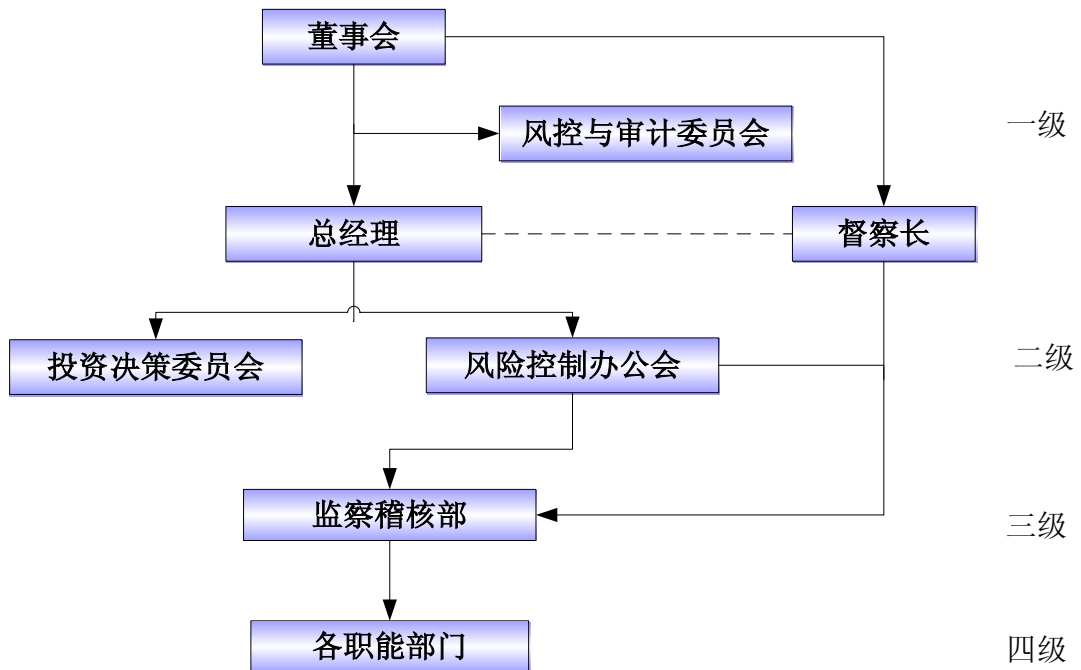 董事会
风控与审计委员会
一级
总经理
督察长
投资决策委员会
风险控制办公会
二级
监察稽核部
三级
各职能部门
四级